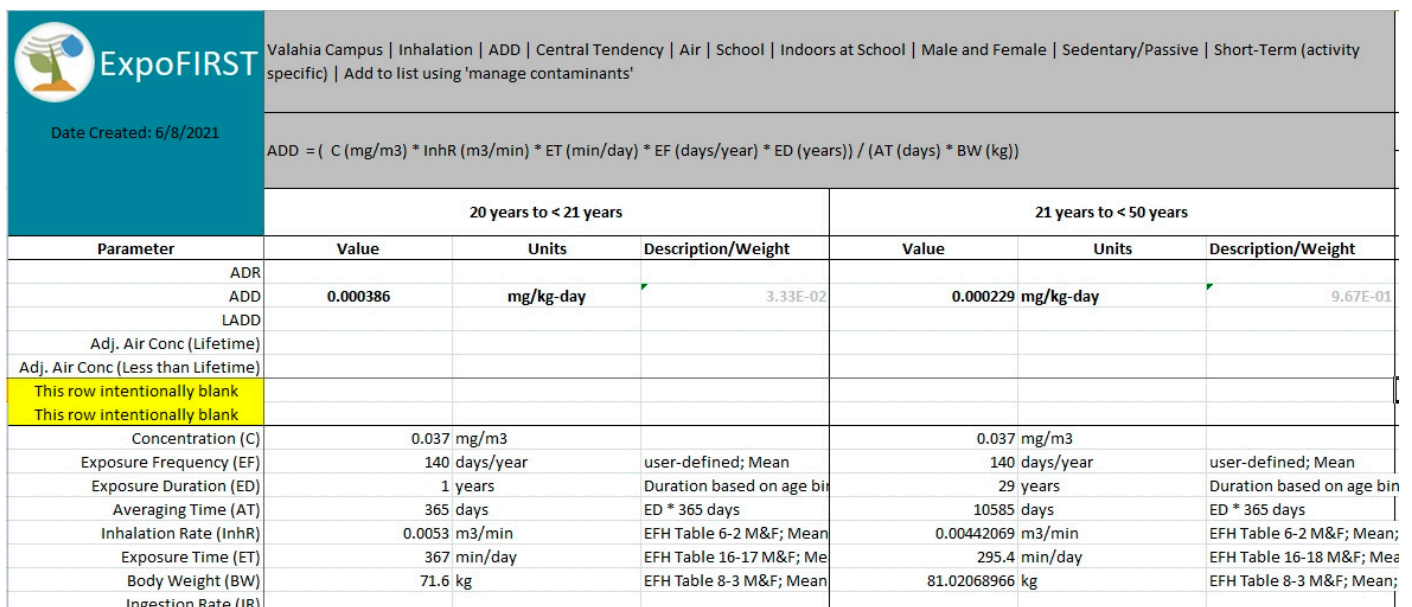 ExpoFIRST
Valahia Campus | Inhalation | ADD | Central Tendency | Air | School | Indoors at School | Male and Female | Sedentary/Passive | Short-Term (activity
specific) | Add to list using 'manage contaminants'
Date Created: 6/8/2021
ADD = ( C (mg/m3) * InhR (m3/min) * ET (min/day) * EF (days/year) * ED (years)) / (AT (days) * BW (kg))
20 years to < 21 years 21 years to < 50 years
Parameter Value Units Description/Weight Value Units Description/Weight
ADR
ADD 0.000386 mg/kg-day 3.33E-02 0.000229 mg/kg-day 9.67E-01
LADD
Adj. Air Conc (Lifetime)
Adj. Air Conc (Less than Lifetime)
This row intentionally blank
This row intentionally blank
Concentration (C) 0.037 mg/m3 0.037 mg/m3
Exposure Frequency (EF) 140 days/year user-defined; Mean 140 days/year user-defined; Mean
Exposure Duration (ED) 1 years Duration based on age bin 29 years Duration based on age bin
Averaging Time (AT) 365 days ED * 365 days 10585 days ED * 365 days
Inhalation Rate (InhR) 0.0053 m3/min EFH Table 6-2 M&F; Mean 0.00442069 m3/min EFH Table 6-2 M&F; Mean;
Exposure Time (ET) 367 min/day EFH Table 16-17 M&F; Me 295.4 min/day EFH Table 16-18 M&F; Mea
Body Weight (BW) 71.6 kg EFH Table 8-3 M&F; Mean 81.02068966 kg EFH Table 8-3 M&F; Mean;
Ingestion Rate (IR)